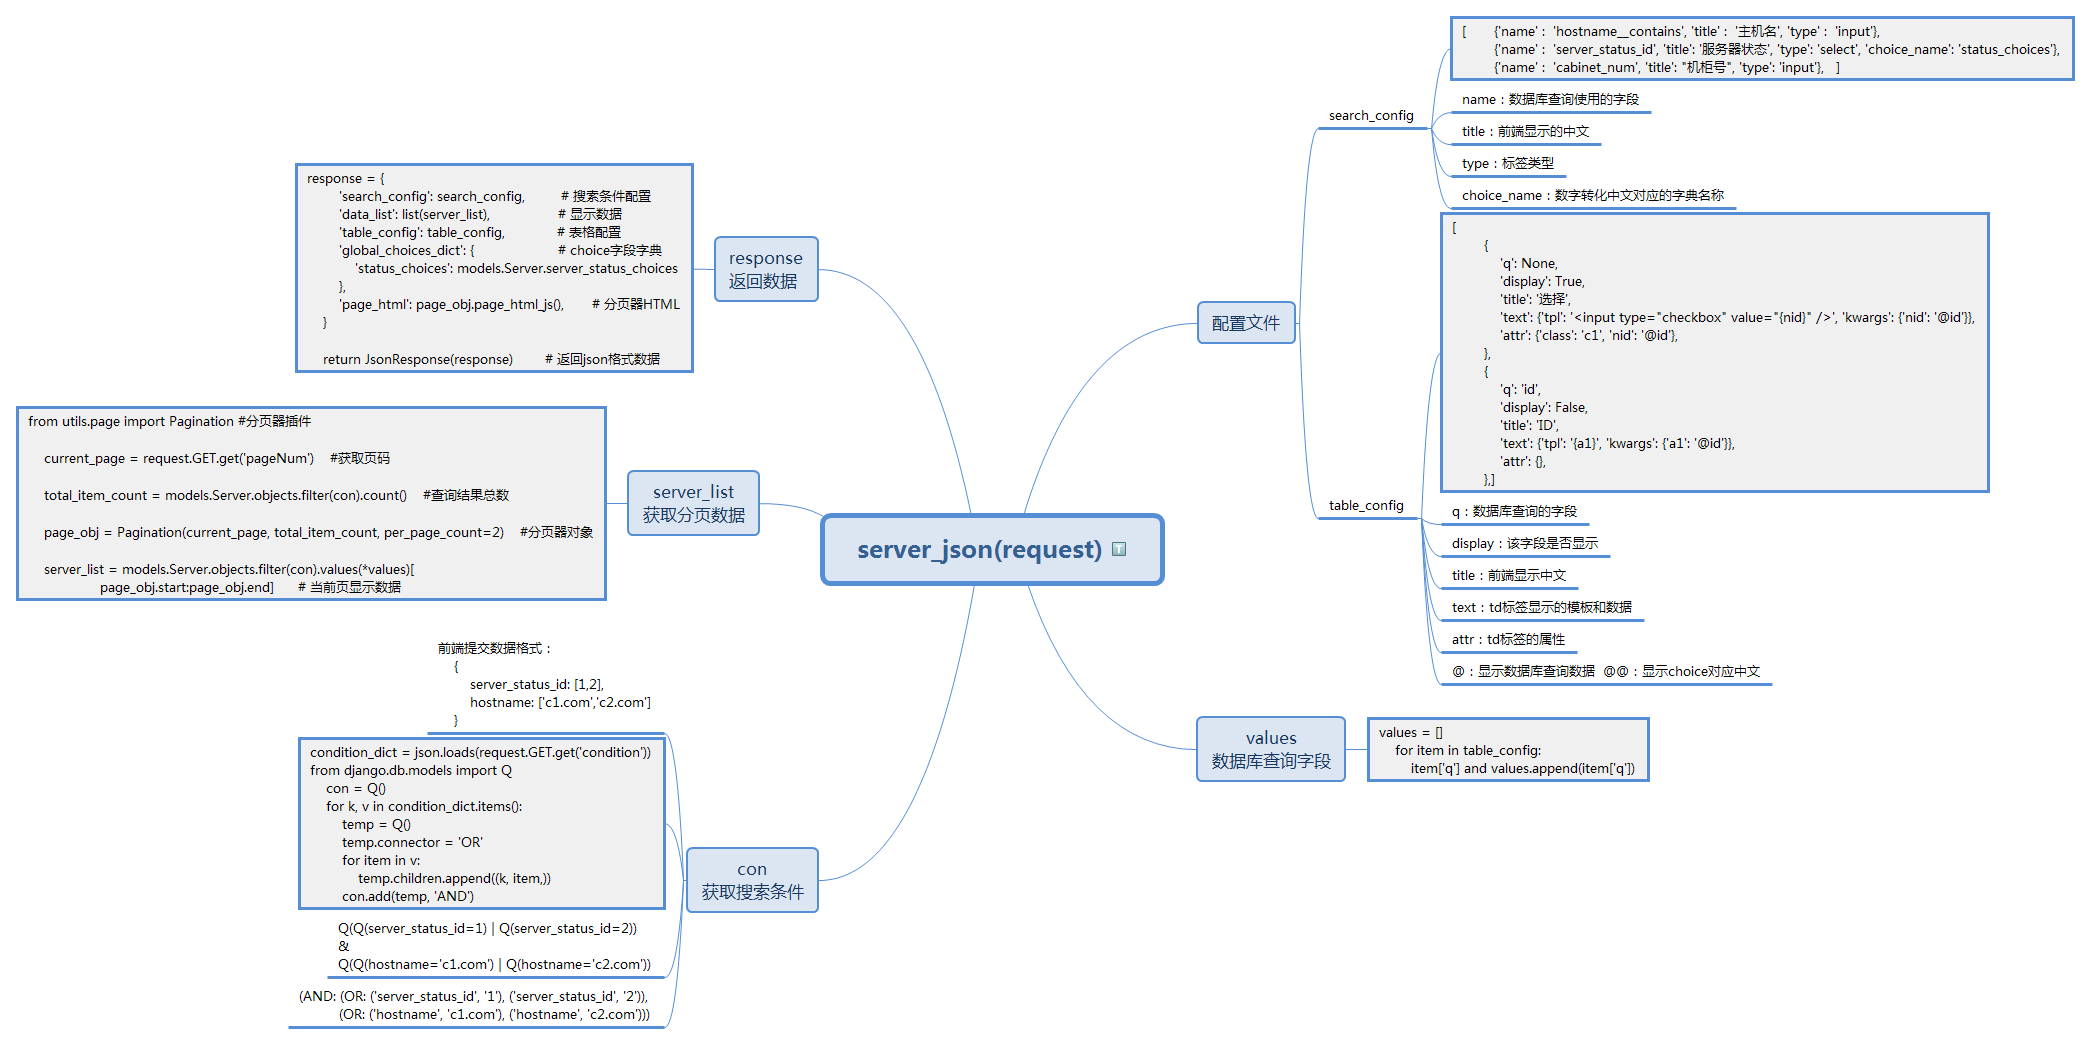 server_json(request)
配置文件
search_config
[ {'name' : 'hostname__contains', 'title' : '主机名', 'type' : 'input'},
{'name' : 'server_status_id', 'title': '服务器状态', 'type': 'select', 'choice_name': 'status_choices'},
{'name' : 'cabinet_num', 'title': "机柜号", 'type': 'input'}, ]
name：数据库查询使用的字段
title：前端显示的中文
type：标签类型
choice_name：数字转化中文对应的字典名称
table_config
[
{
'q': None,
'display': True,
'title': '选择',
'text': {'tpl': '<input type="checkbox" value="{nid}" />', 'kwargs': {'nid': '@id'}},
'attr': {'class': 'c1', 'nid': '@id'},
},
{
'q': 'id',
'display': False,
'title': 'ID',
'text': {'tpl': '{a1}', 'kwargs': {'a1': '@id'}},
'attr': {},
},]
q：数据库查询的字段
display：该字段是否显示
title：前端显示中文
text：td标签显示的模板和数据
attr：td标签的属性
@：显示数据库查询数据 @@：显示choice对应中文
values
数据库查询字段
values = []
for item in table_config:
item['q'] and values.append(item['q'])
response
返回数据
response = {
'search_config': search_config, # 搜索条件配置
'data_list': list(server_list), # 显示数据
'table_config': table_config, # 表格配置
'global_choices_dict': { # choice字段字典
'status_choices': models.Server.server_status_choices
},
'page_html': page_obj.page_html_js(), # 分页器HTML
}
return JsonResponse(response) # 返回json格式数据
server_list
获取分页数据
from utils.page import Pagination #分页器插件
current_page = request.GET.get('pageNum') #获取页码
total_item_count = models.Server.objects.filter(con).count() #查询结果总数
page_obj = Pagination(current_page, total_item_count, per_page_count=2) #分页器对象
server_list = models.Server.objects.filter(con).values(*values)[
page_obj.start:page_obj.end] # 当前页显示数据
con
获取搜索条件
前端提交数据格式：
{
server_status_id: [1,2],
hostname: ['c1.com','c2.com']
}
condition_dict = json.loads(request.GET.get('condition'))
from django.db.models import Q
con = Q()
for k, v in condition_dict.items():
temp = Q()
temp.connector = 'OR'
for item in v:
temp.children.append((k, item,))
con.add(temp, 'AND')
Q(Q(server_status_id=1) | Q(server_status_id=2))
&
Q(Q(hostname='c1.com') | Q(hostname='c2.com'))
(AND: (OR: ('server_status_id', '1'), ('server_status_id', '2')),
(OR: ('hostname', 'c1.com'), ('hostname', 'c2.com')))